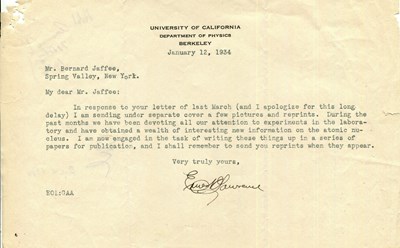 UNIVERSITY OF CALIFORNIA
DEPARTMENT OF PHYSICS
BERKELEY
January 12, 1934
Mr. Bernard Jaffee,
Spring Valley, New York.
My dear Mr. Jaffee:
In response to your letter of last March (and I apologize for this long
delay) I am sending under separate cover a few pictures and reprints. During the
past months we have been devoting all our attention to experiments in the labora-
tory and have obtained a wealth of interesting new information on the atomic nu-
cleus. I am now engaged in the task of writing these things up in a series of
papers for publication, and I shall remember to send you reprints when they appear.
Very truly yours,
Ernest O. Lawrence
EOL:GAA